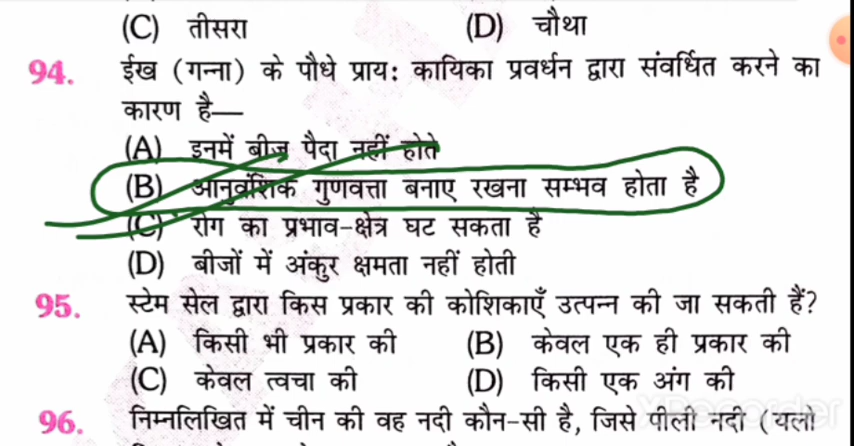 (C) तीसरा (D) चौथा
94. ईख (गन्ना) के पौधे प्राय: कायिका प्रवर्धन द्वारा संवर्धित करने का
कारण है—
(A) इनमें बीज पैदा नहीं होते
(B) आनुवंशिक गुणवत्ता बनाए रखना सम्भव होता है
(C) रोग का प्रभाव-क्षेत्र घट सकता है
(D) बीजों में अंकुर क्षमता नहीं होती
95. स्टेम सेल द्वारा किस प्रकार की कोशिकाएँ उत्पन्न की जा सकती हैं?
(A) किसी भी प्रकार की (B) केवल एक ही प्रकार की
(C) केवल त्वचा की (D) किसी एक अंग की
96. निम्नलिखित में चीन की वह नदी कौन-सी है, जिसे पीली नदी (यलो
XRecorder